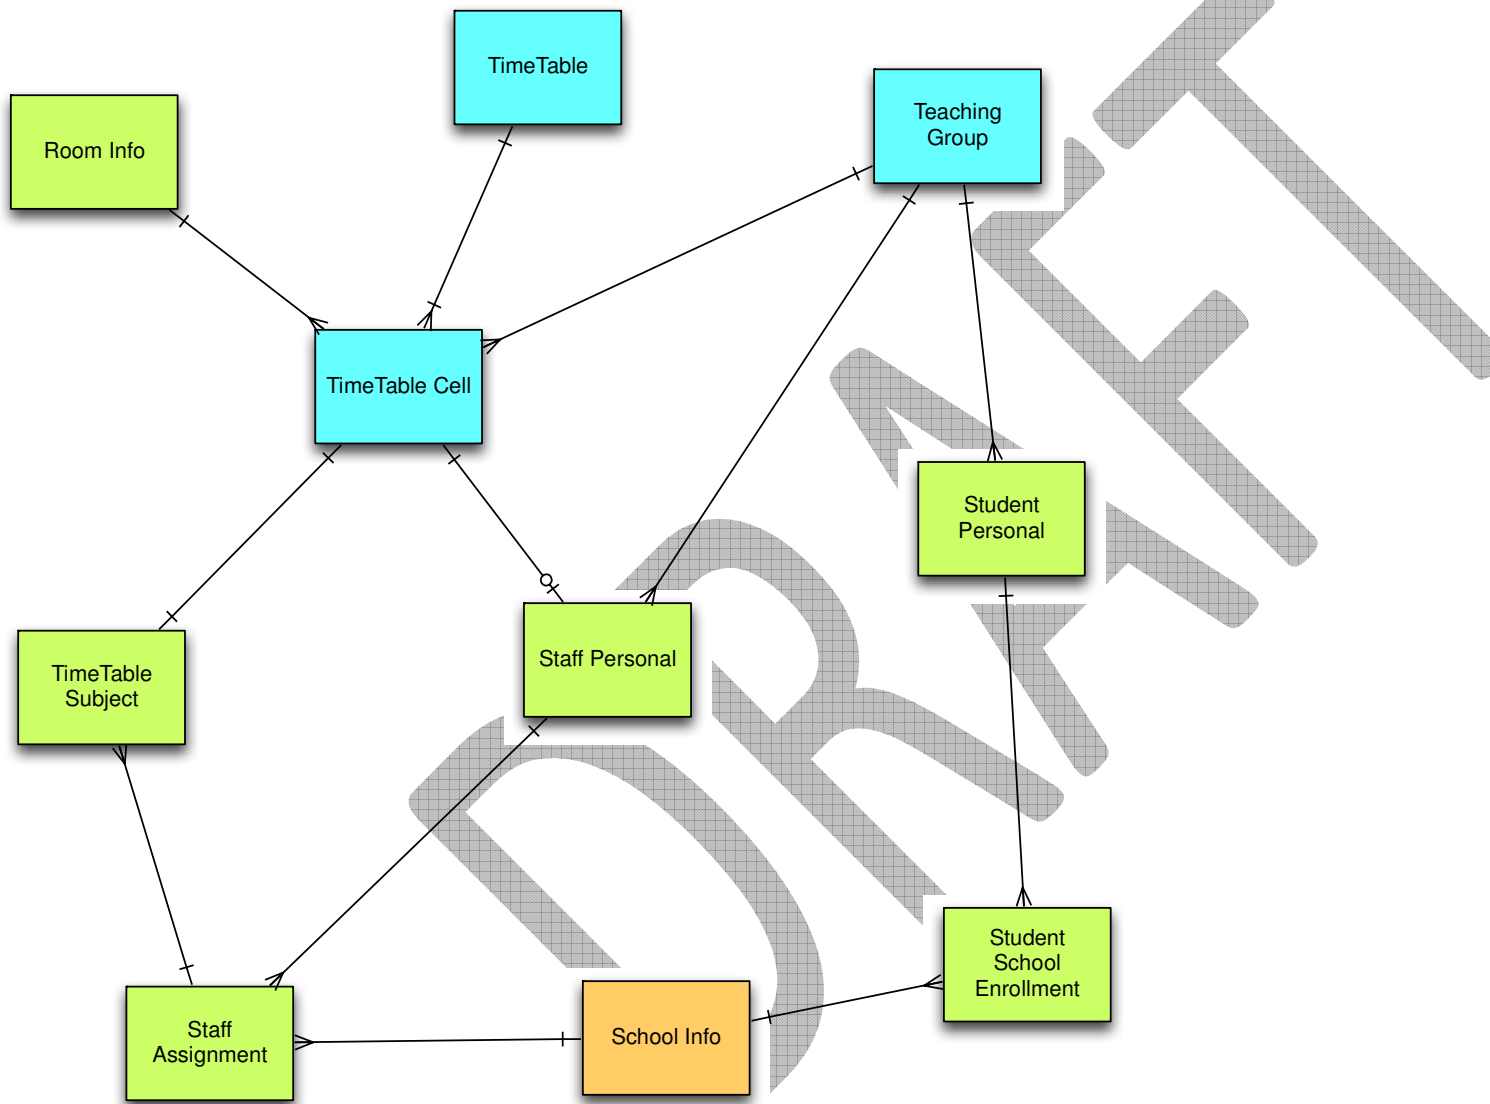 TimeTable
Teaching
Group
Room Info
TimeTable Cell
Student
Personal
Staff Personal
TimeTable
Subject
Student
School
Enrollment
Staff
Assignment
School Info
DRAFT